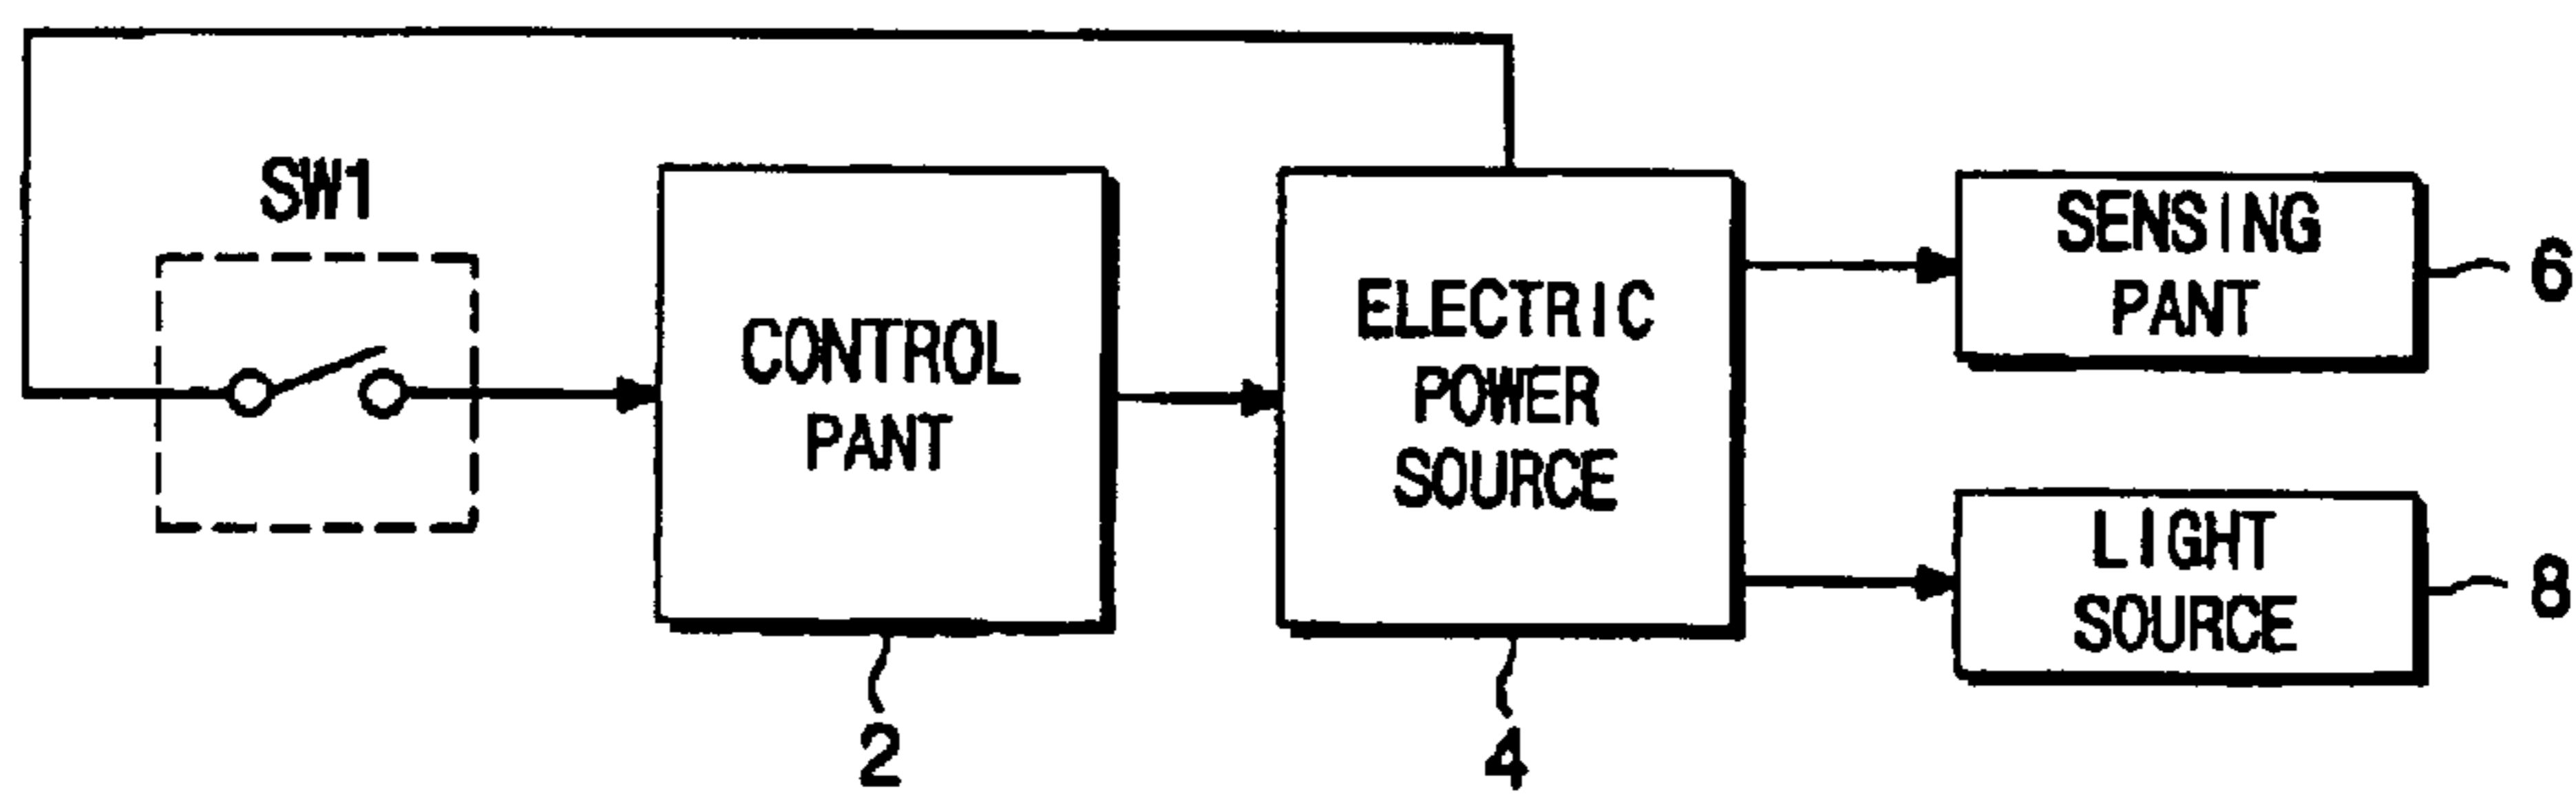 SW1
CONTROL
PANT
2
ELECTRIC
POWER
SOURCE
4
SENSING
PANT
6
LIGHT
SOURCE
8